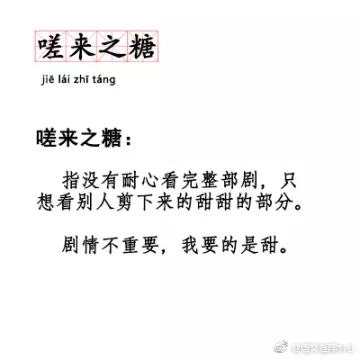 嗟来之糖
jiē lái zhī táng
嗟来之糖：
指没有耐心看完整部剧，只
想看别人剪下来的甜甜的部分。
剧情不重要，我要的是甜。